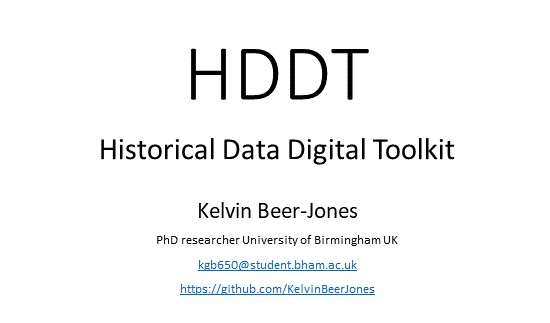 HDDT
Historical Data Digital Toolkit
Kelvin Beer-Jones
PhD researcher University of Birmingham UK
kgb650@student.bham.ac.uk
https://github.com/KelvinBeerJones